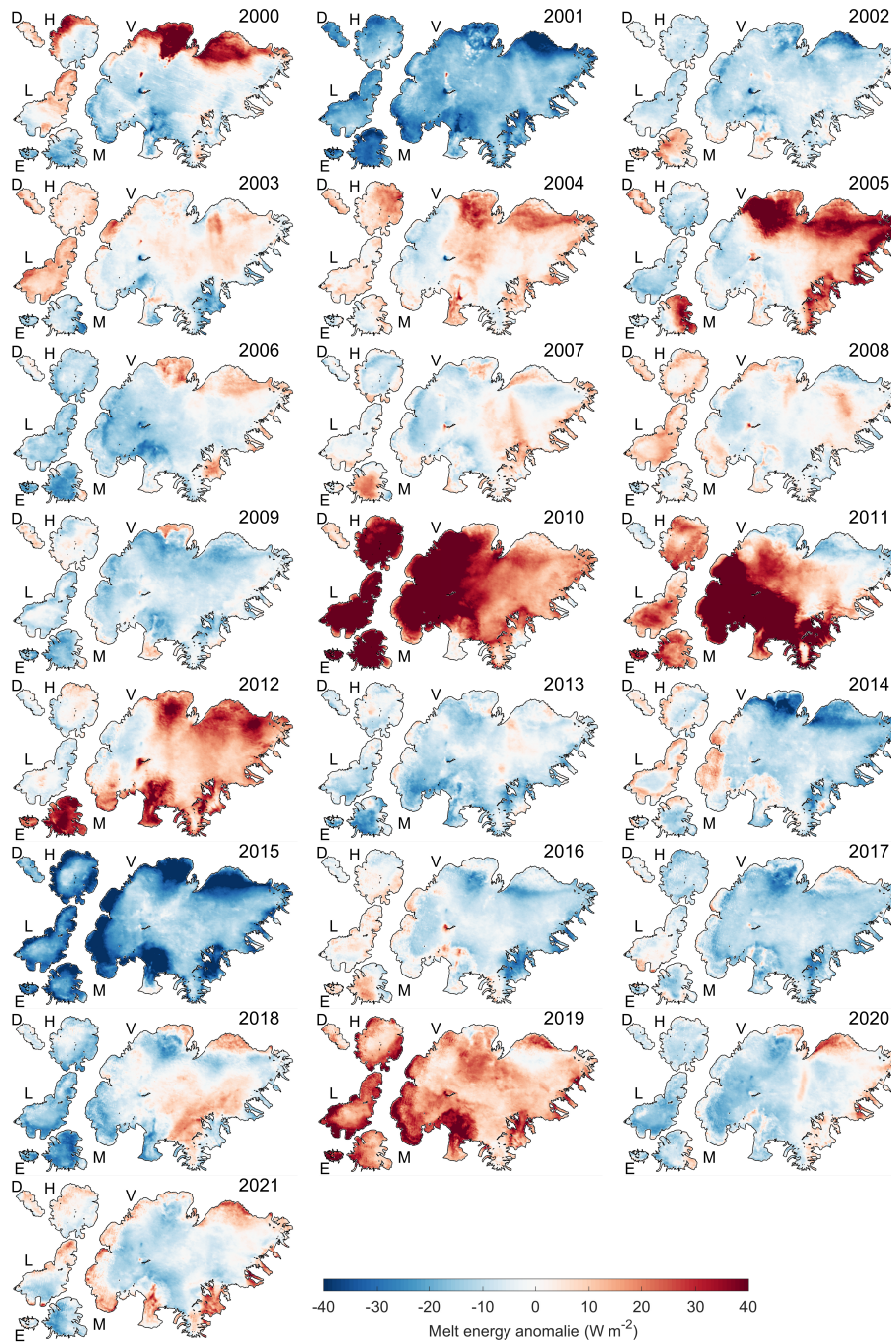 D H V 2000 D H V 2001 D H V 2002
L L L
E M E M E M
D H V 2003 D H V 2004 D H V 2005
L L L
E M E M E M
D H V 2006 D H V 2007 D H V 2008
L L L
E M E M E M
D H V 2009 D H V 2010 D H V 2011
L L L
E M E M E M
D H V 2012 D H V 2013 D H V 2014
L L L
E M E M E M
D H V 2015 D H V 2016 D H V 2017
L L L
E M E M E M
D H V 2018 D H V 2019 D H V 2020
L L L
E M E M E M
D H V 2021
L
E M
-40 -30 -20 -10 0 10 20 30 40
Melt energy anomalie (W m⁻²)